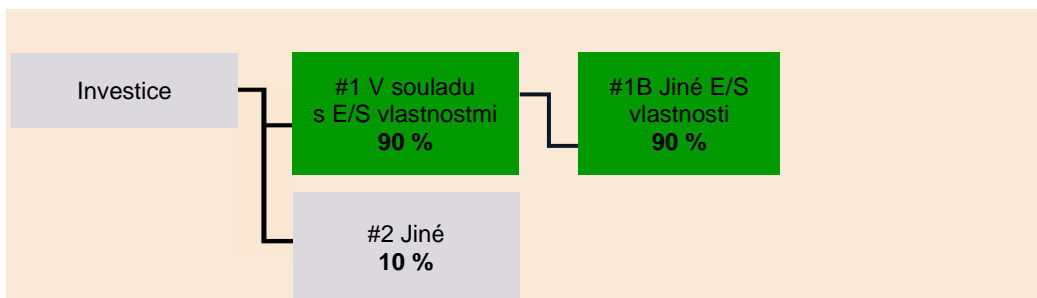 Investice
#1 V souladu
s E/S vlastnostmi
90 %
#1B Jiné E/S
vlastnosti
90 %
#2 Jiné
10 %